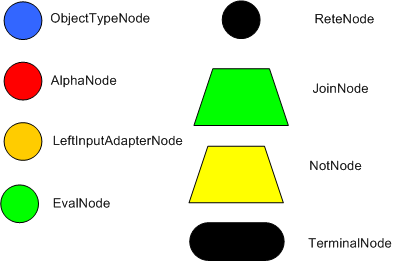 ObjectTypeNode
AlphaNode
LeftInputAdapterNode
EvalNode
ReteNode
JoinNode
NotNode
TerminalNode